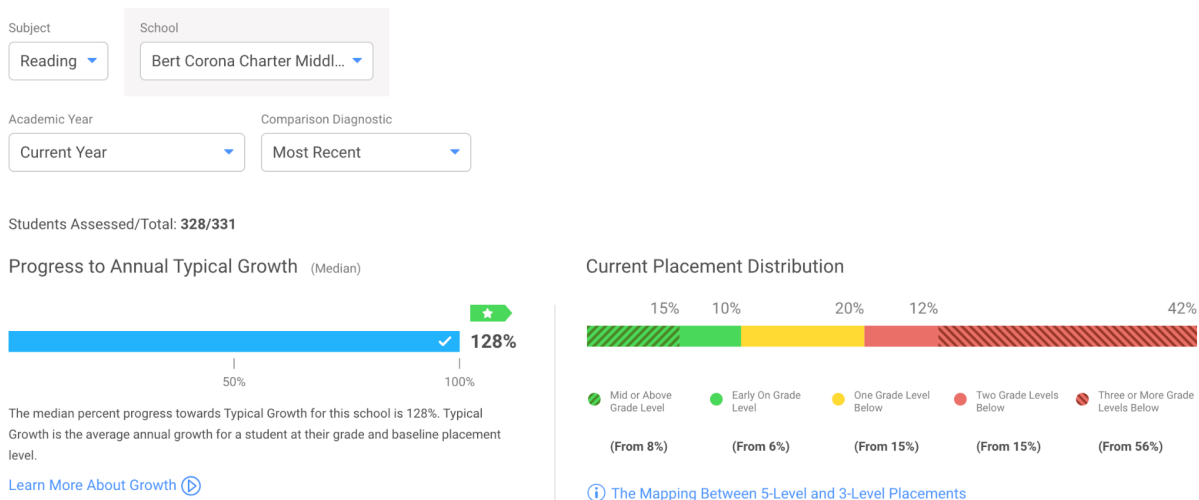 Subject
School
Reading
Bert Corona Charter Middl...
Academic Year
Comparison Diagnostic
Current Year
Most Recent
Students Assessed/Total: 328/331
Progress to Annual Typical Growth (Median)
128%
50%
100%
The median percent progress towards Typical Growth for this school is 128%. Typical
Growth is the average annual growth for a student at their grade and baseline placement
level.
Learn More About Growth
Current Placement Distribution
15% 10% 20% 12% 42%
Mid or Above
Grade Level
Early On Grade
Level
One Grade Level
Below
Two Grade Levels
Below
Three or More Grade
Levels Below
(From 8%) (From 6%) (From 15%) (From 15%) (From 56%)
The Mapping Between 5-Level and 3-Level Placements